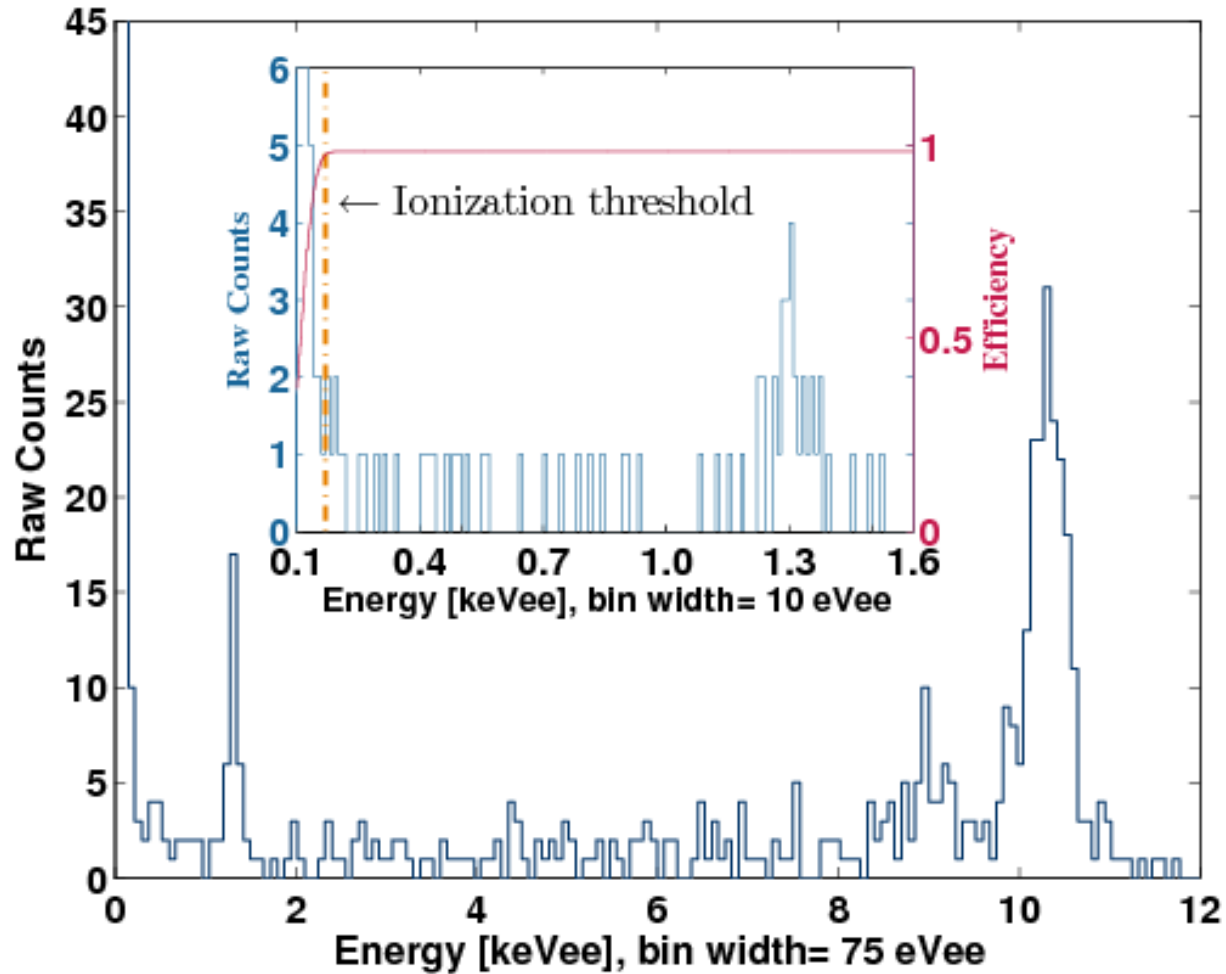 45
40
35
30
25
20
15
10
5
0
Raw Counts
0 2 4 6 8 10 12
Energy [keVee], bin width= 75 eVee
6
5
4
3
2
1
0
Raw Counts
← Ionization threshold
1
0.5
0
Efficiency
0.1 0.4 0.7 1.0 1.3 1.6
Energy [keVee], bin width= 10 eVee